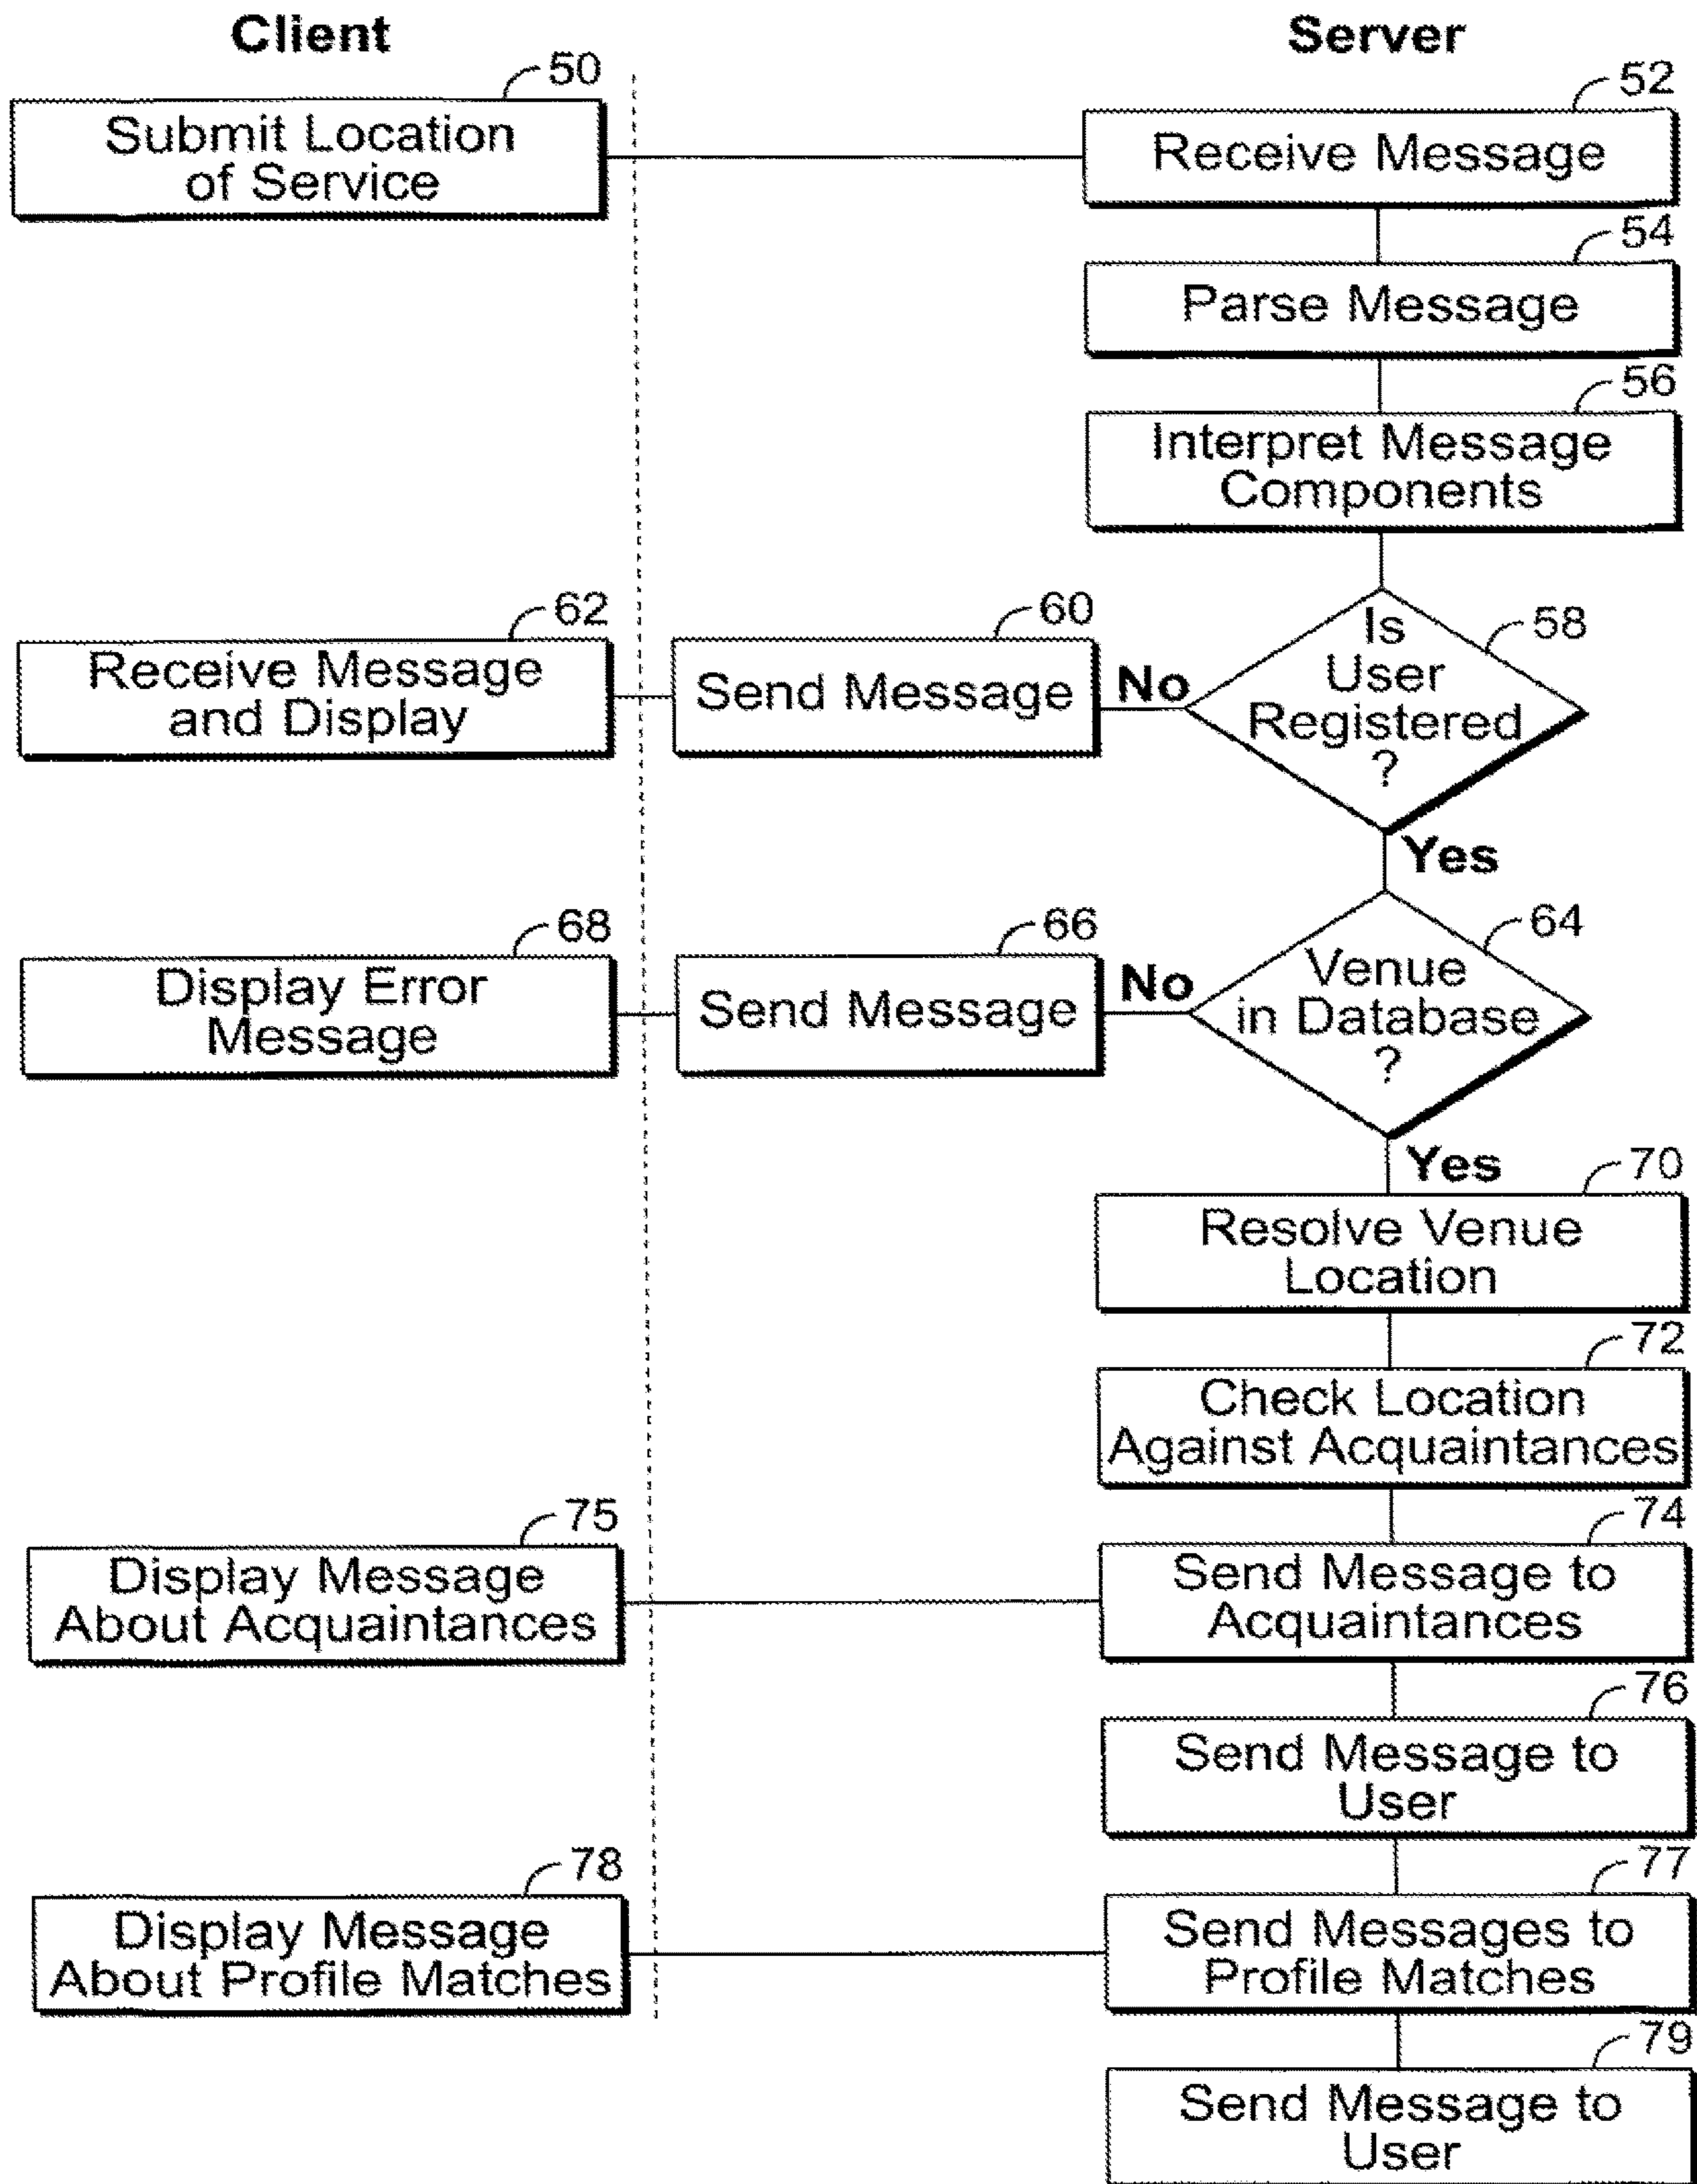 Client
Server
50
52
Submit Location
of Service
Receive Message
54
Parse Message
56
Interpret Message
Components
62
60
58
Receive Message
and Display
Send Message
No
Is
User
Registered
?
Yes
68
66
64
Display Error
Message
Send Message
No
Venue
in Database
?
Yes
70
Resolve Venue
Location
72
Check Location
Against Acquaintances
75
74
Display Message
About Acquaintances
Send Message to
Acquaintances
76
Send Message to
User
78
77
Display Message
About Profile Matches
Send Messages to
Profile Matches
79
Send Message to
User